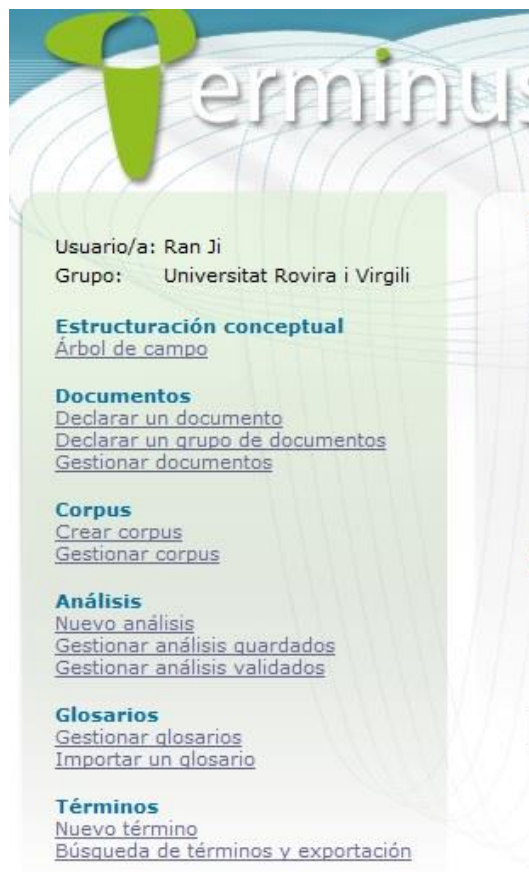 Terminus
Usuario/a: Ran Ji
Grupo: Universitat Rovira i Virgili
Estructuración conceptual
Árbol de campo
Documentos
Declarar un documento
Declarar un grupo de documentos
Gestionar documentos
Corpus
Crear corpus
Gestionar corpus
Análisis
Nuevo análisis
Gestionar análisis guardados
Gestionar análisis validados
Glosarios
Gestionar glosarios
Importar un glosario
Términos
Nuevo término
Búsqueda de términos y exportación